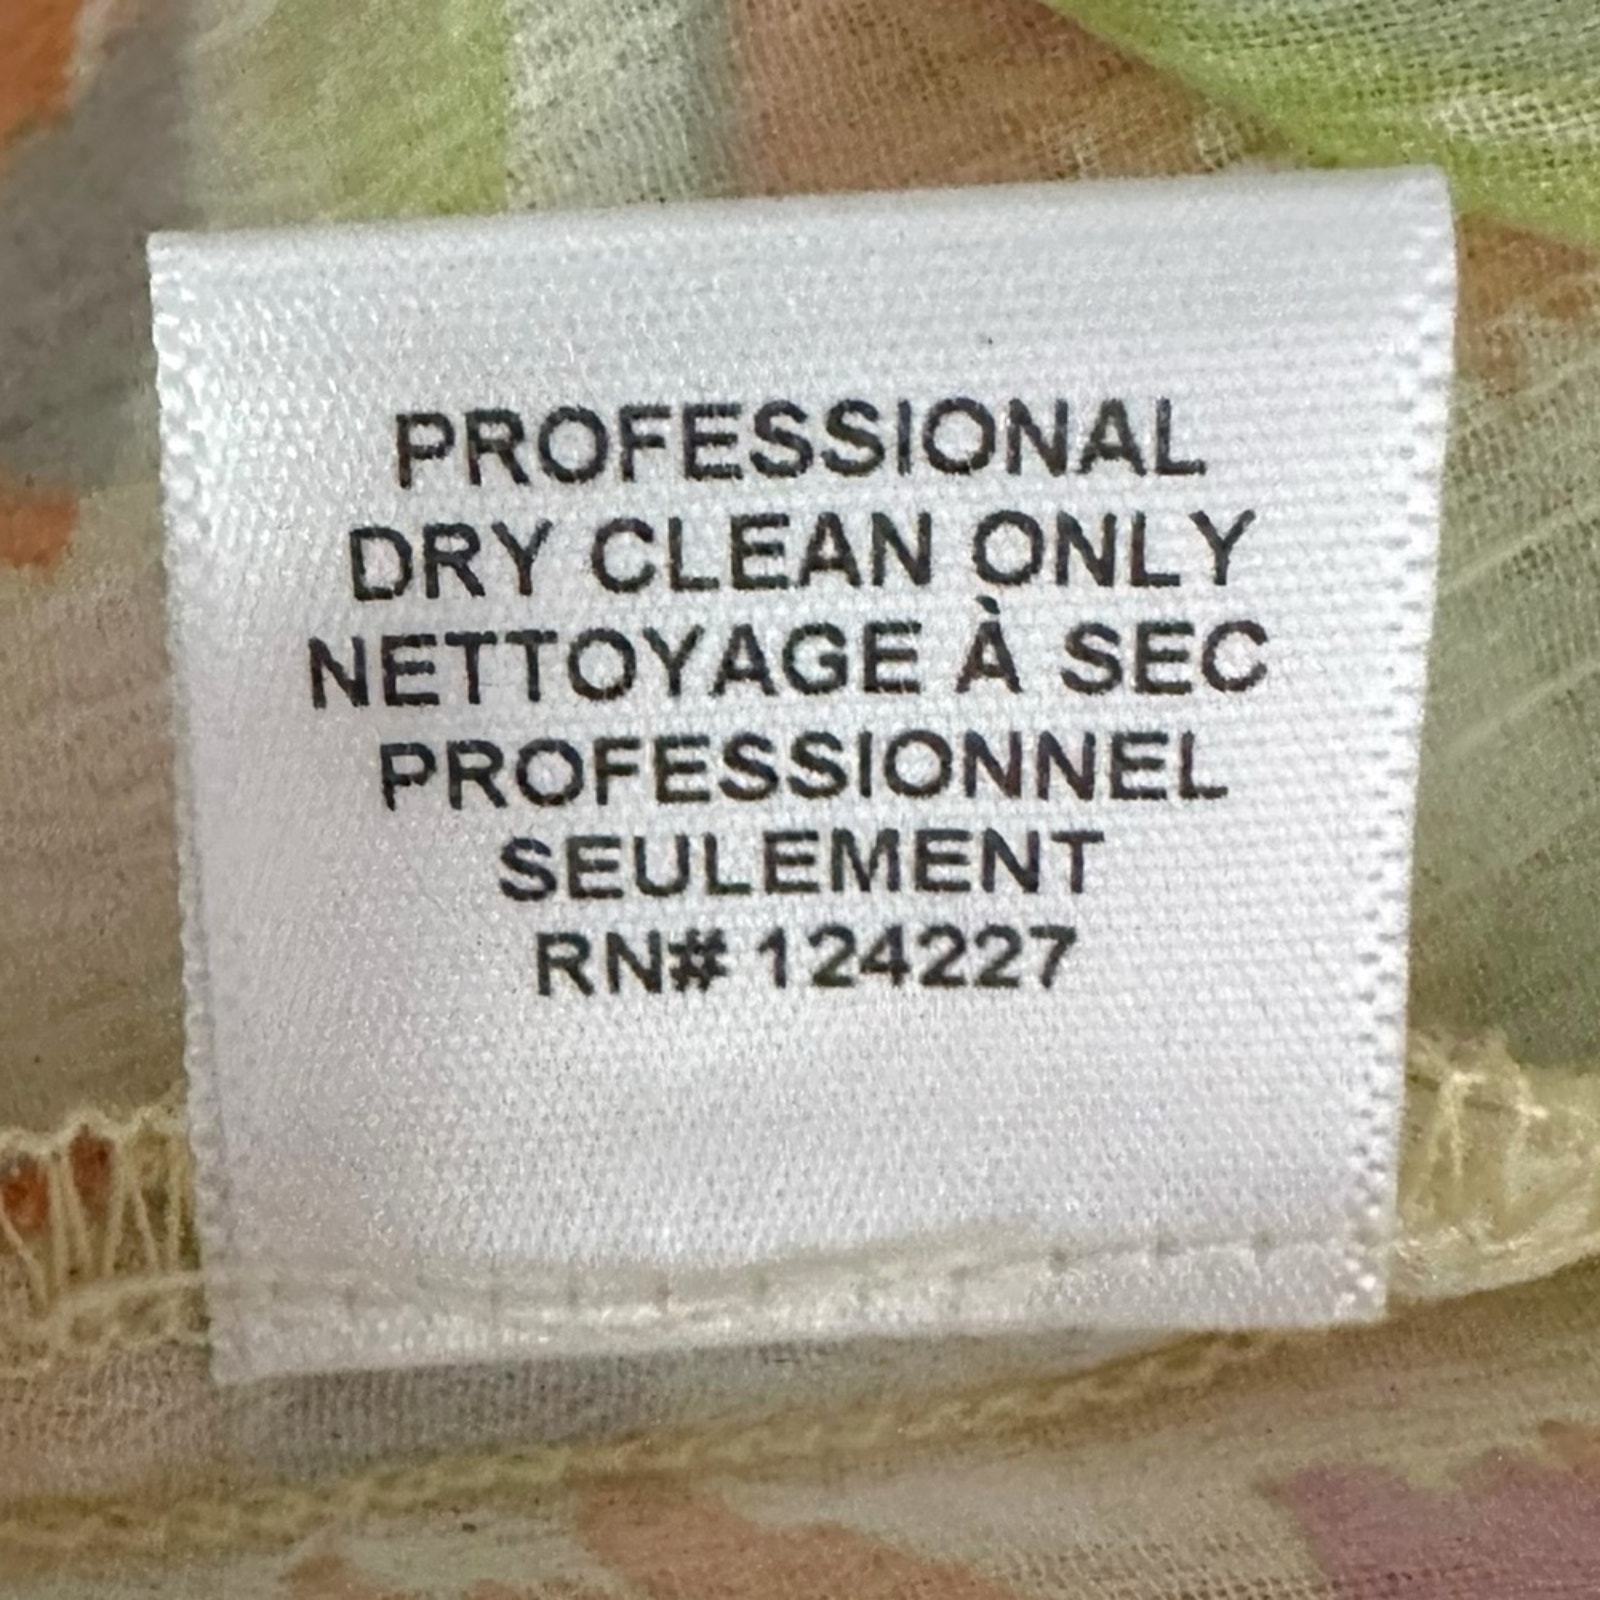 PROFESSIONAL
DRY CLEAN ONLY
NETTOYAGE À SEC
PROFESSIONNEL
SEULEMENT
RN# 124227